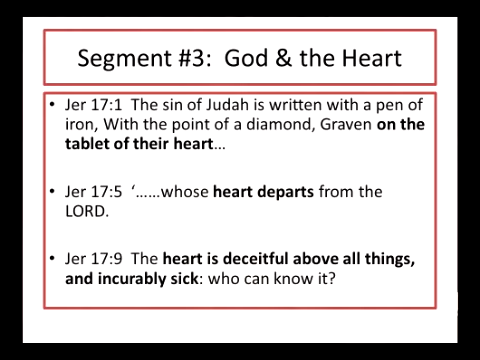 Segment #3:  God & the Heart
• Jer 17:1  The sin of Judah is written with a pen of
iron, With the point of a diamond, Graven on the
tablet of their heart…
• Jer 17:5  ‘……whose heart departs from the
LORD.
• Jer 17:9  The heart is deceitful above all things,
and incurably sick: who can know it?